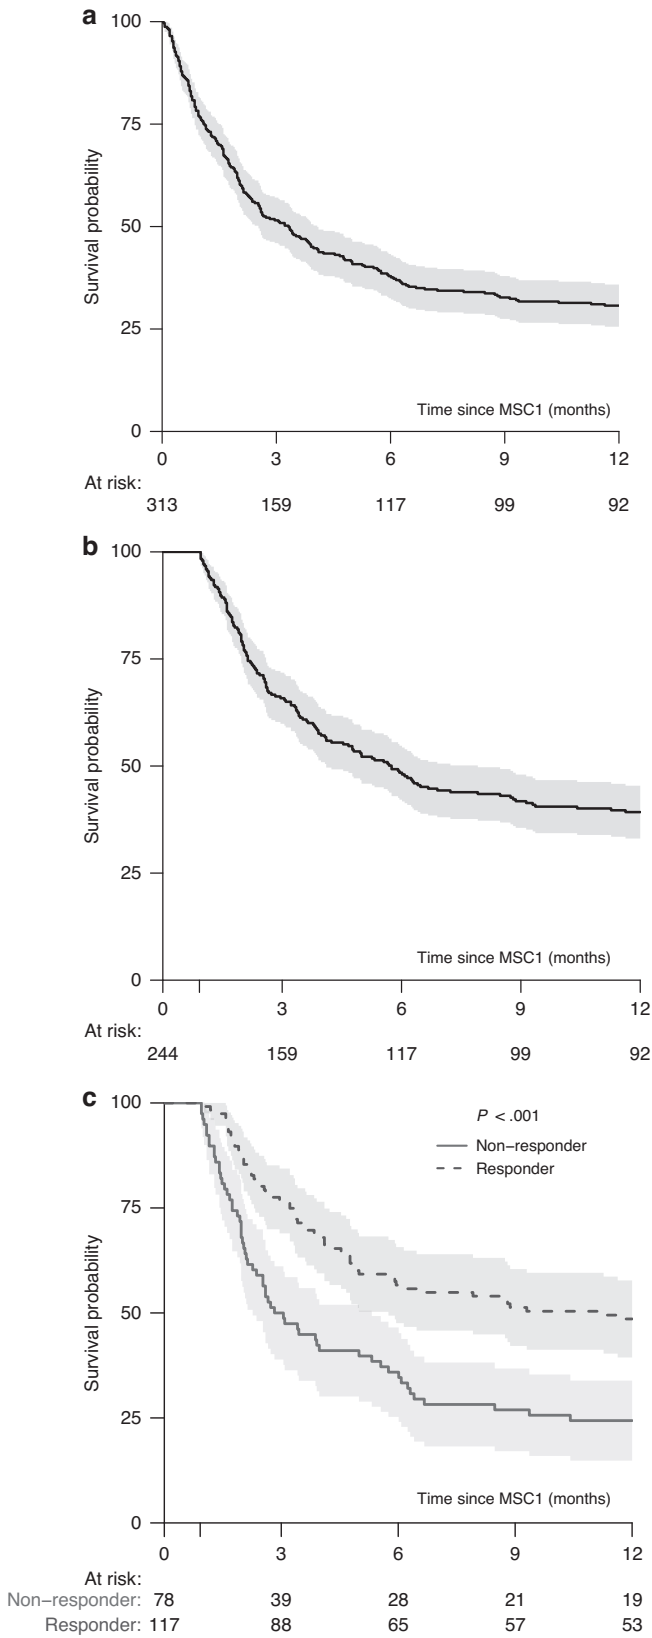 a
100
75
50
25
0
Survival probability
Time since MSC1 (months)
0 3 6 9 12
At risk:
313 159 117 99 92
b
100
75
50
25
0
Survival probability
Time since MSC1 (months)
0 3 6 9 12
At risk:
244 159 117 99 92
c
100
75
50
25
0
Survival probability
P < .001
Non−responder
Responder
Time since MSC1 (months)
0 3 6 9 12
At risk:
Non−responder: 78 39 28 21 19
Responder: 117 88 65 57 53